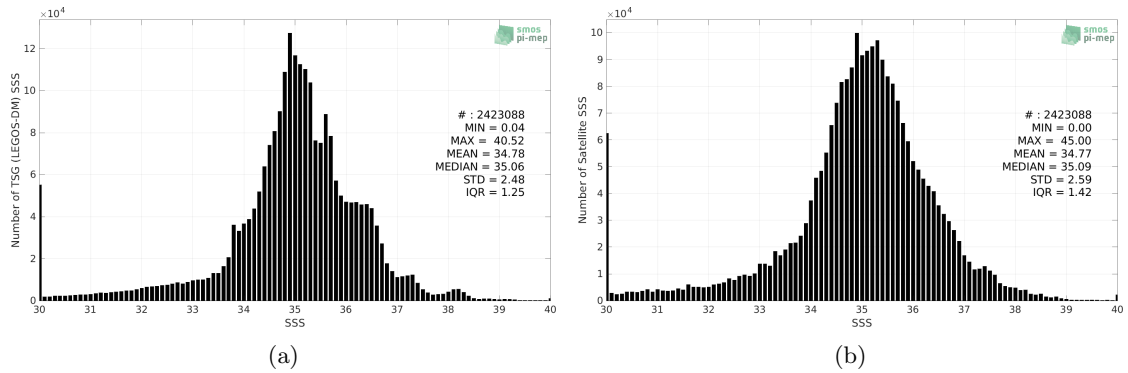 ×10⁴
smos
pi-mep
12
10
8
6
4
2
0
Number of TSG (LEGOS-DM) SSS
# : 2423088
MIN = 0.04
MAX = 40.52
MEAN = 34.78
MEDIAN = 35.06
STD = 2.48
IQR = 1.25
30 31 32 33 34 35 36 37 38 39 40
SSS
(a)
×10⁴
smos
pi-mep
10
9
8
7
6
5
4
3
2
1
0
Number of Satellite SSS
# : 2423088
MIN = 0.00
MAX = 45.00
MEAN = 34.77
MEDIAN = 35.09
STD = 2.59
IQR = 1.42
30 31 32 33 34 35 36 37 38 39 40
SSS
(b)